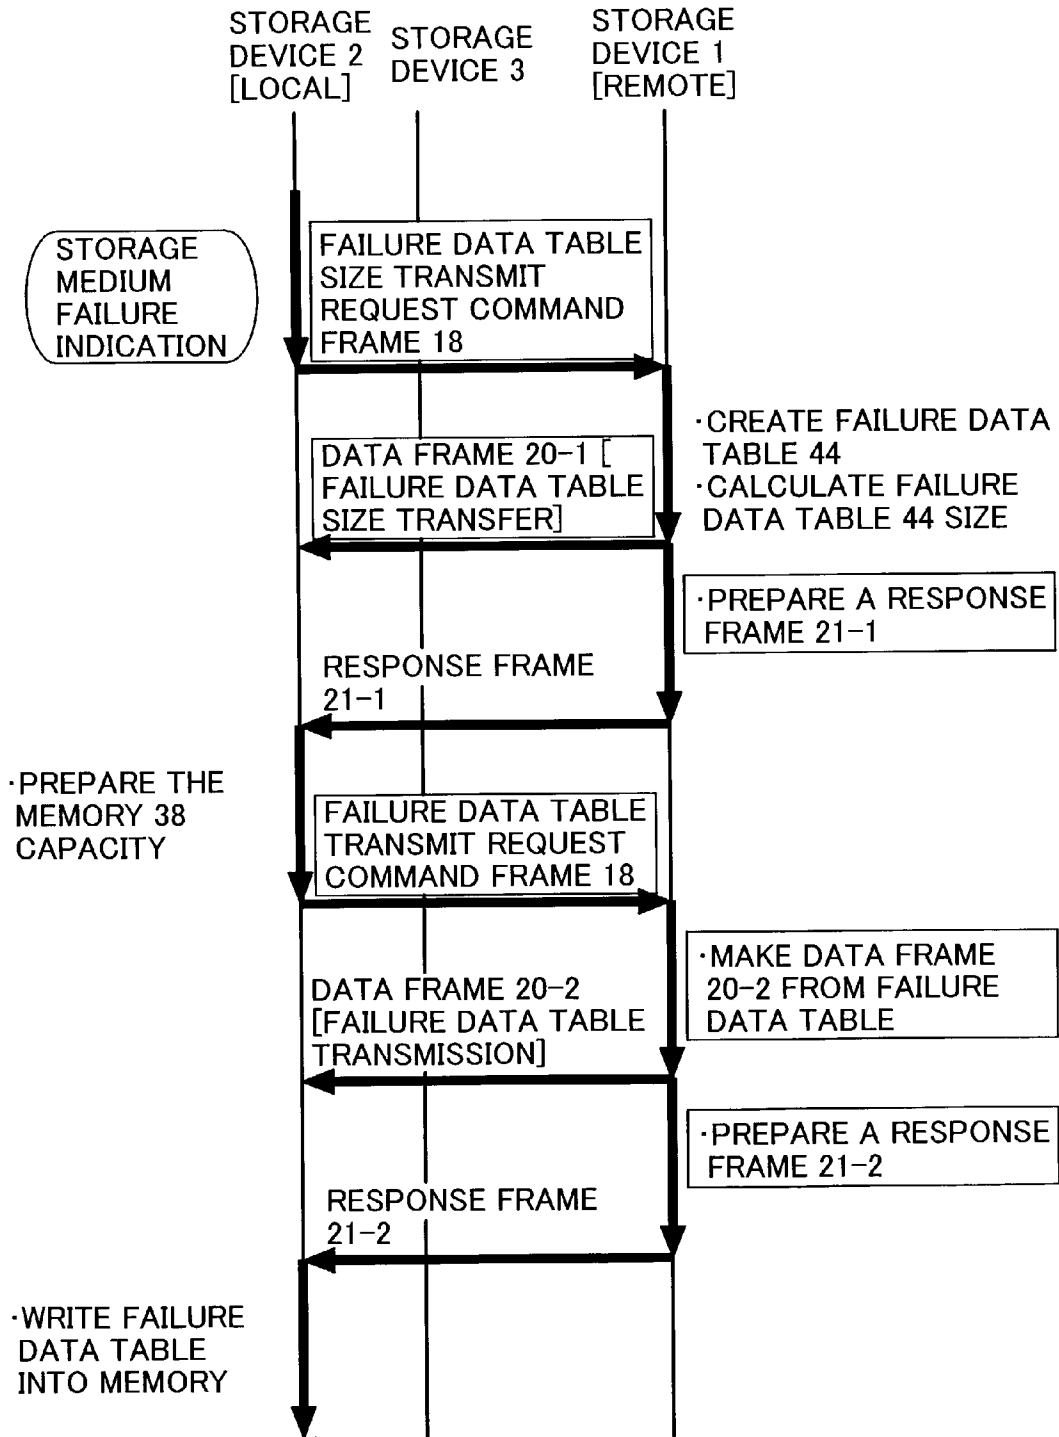 STORAGE
DEVICE 2
[LOCAL]
STORAGE
DEVICE 3
STORAGE
DEVICE 1
[REMOTE]
STORAGE
MEDIUM
FAILURE
INDICATION
FAILURE DATA TABLE
SIZE TRANSMIT
REQUEST COMMAND
FRAME 18
·CREATE FAILURE DATA
TABLE 44
·CALCULATE FAILURE
DATA TABLE 44 SIZE
DATA FRAME 20-1 [
FAILURE DATA TABLE
SIZE TRANSFER]
·PREPARE A RESPONSE
FRAME 21-1
RESPONSE FRAME
21-1
·PREPARE THE
MEMORY 38
CAPACITY
FAILURE DATA TABLE
TRANSMIT REQUEST
COMMAND FRAME 18
·MAKE DATA FRAME
20-2 FROM FAILURE
DATA TABLE
DATA FRAME 20-2
[FAILURE DATA TABLE
TRANSMISSION]
·PREPARE A RESPONSE
FRAME 21-2
RESPONSE FRAME
21-2
·WRITE FAILURE
DATA TABLE
INTO MEMORY